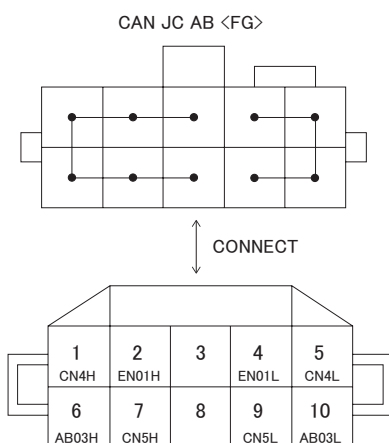 CAN JC AB <FG>
CONNECT
1 2 3 4 5
CN4H EN01H EN01L CN4L
6 7 8 9 10
AB03H CN5H CN5L AB03L